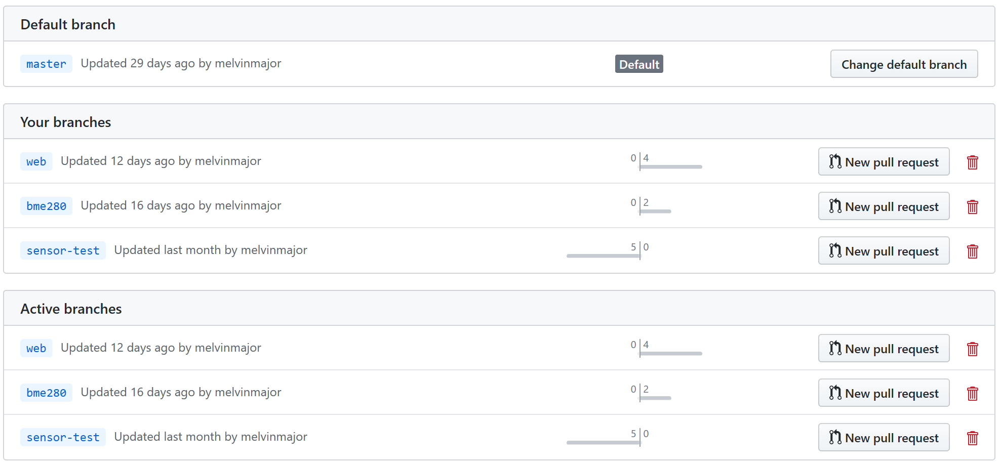 Default branch
master Updated 29 days ago by melvinmajor Default Change default branch
Your branches
web Updated 12 days ago by melvinmajor 0 4 New pull request
bme280 Updated 16 days ago by melvinmajor 0 2 New pull request
sensor-test Updated last month by melvinmajor 5 0 New pull request
Active branches
web Updated 12 days ago by melvinmajor 0 4 New pull request
bme280 Updated 16 days ago by melvinmajor 0 2 New pull request
sensor-test Updated last month by melvinmajor 5 0 New pull request